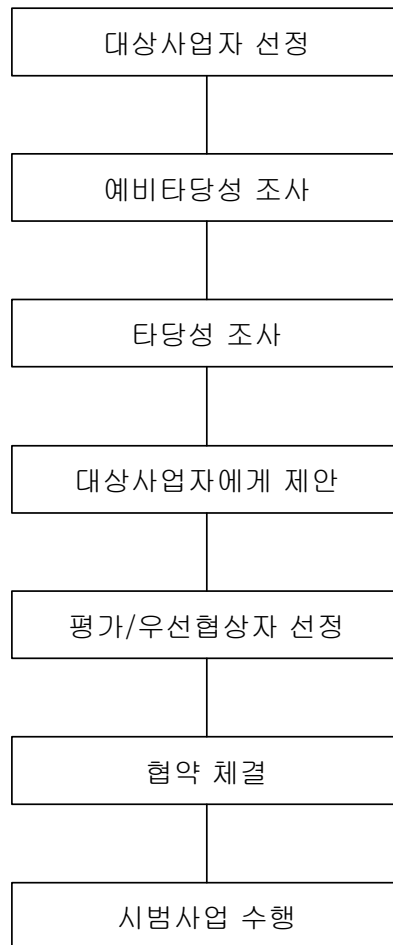 대상사업자 선정
예비타당성 조사
타당성 조사
대상사업자에게 제안
평가/우선협상자 선정
협약 체결
시범사업 수행